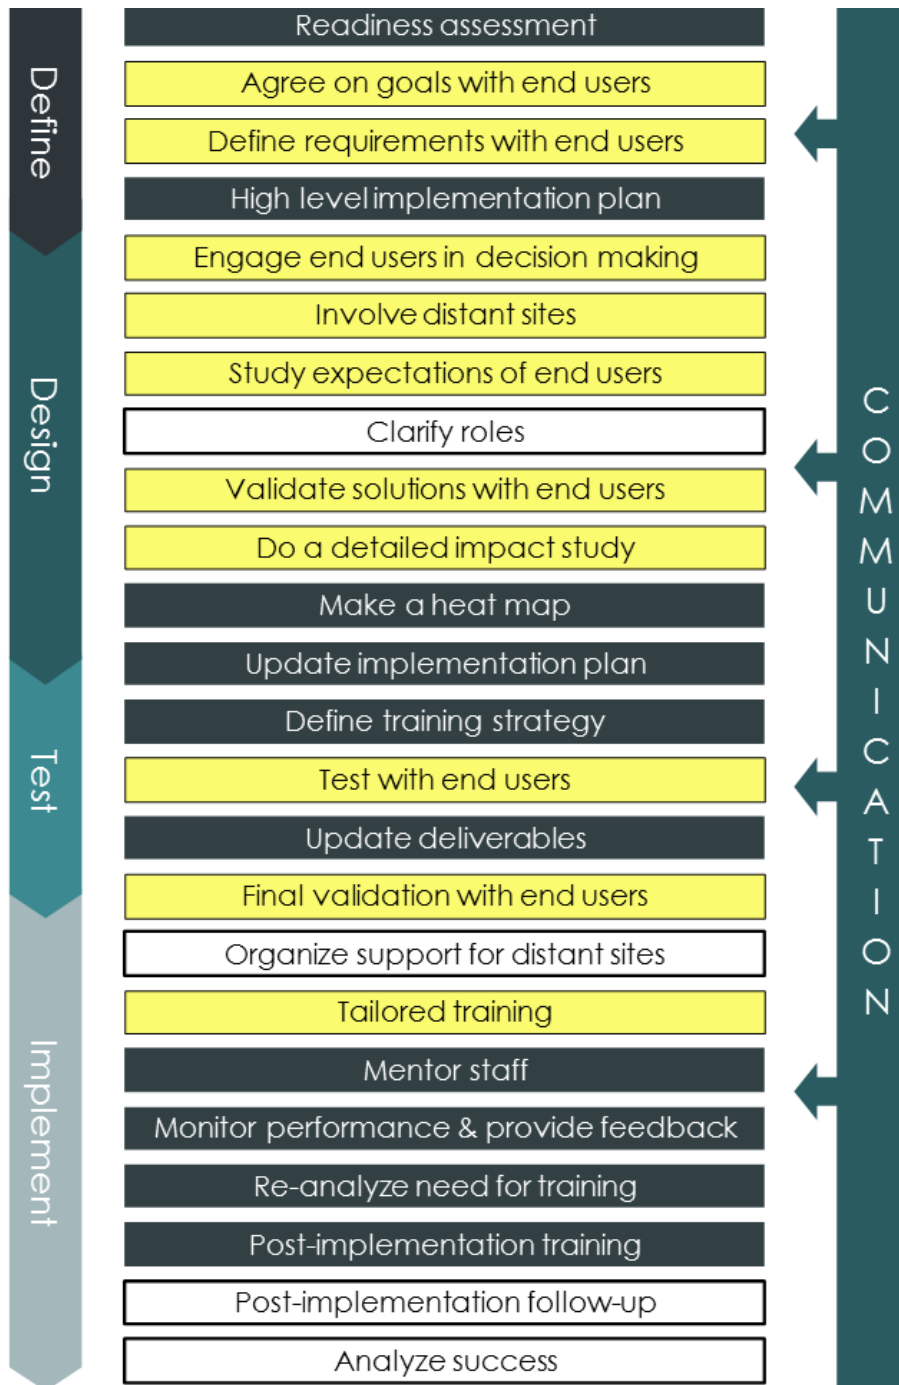 Define
Design
Test
Implement
Readiness assessment
Agree on goals with end users
Define requirements with end users
High level implementation plan
Engage end users in decision making
Involve distant sites
Study expectations of end users
Clarify roles
Validate solutions with end users
Do a detailed impact study
Make a heat map
Update implementation plan
Define training strategy
Test with end users
Update deliverables
Final validation with end users
Organize support for distant sites
Tailored training
Mentor staff
Monitor performance & provide feedback
Re-analyze need for training
Post-implementation training
Post-implementation follow-up
Analyze success
COMMUNICATION